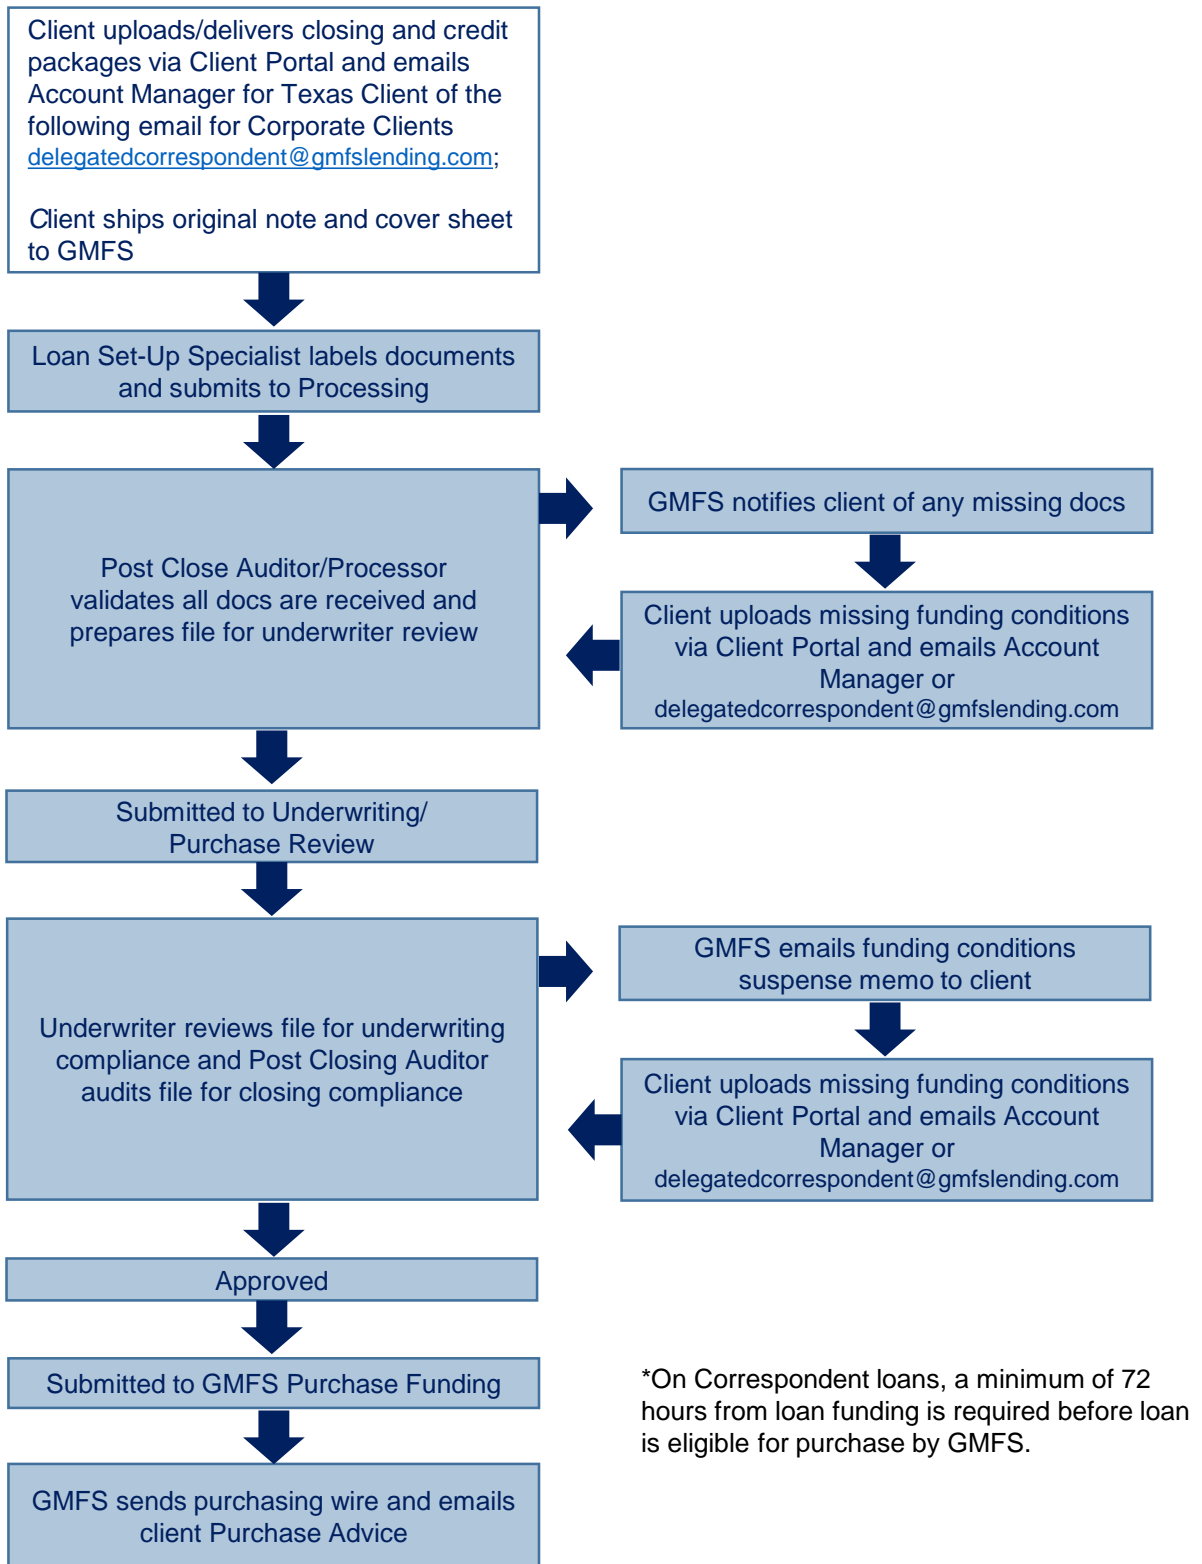 Client uploads/delivers closing and credit
packages via Client Portal and emails
Account Manager for Texas Client of the
following email for Corporate Clients
delegatedcorrespondent@gmfslending.com;
Client ships original note and cover sheet
to GMFS
Loan Set-Up Specialist labels documents
and submits to Processing
Post Close Auditor/Processor
validates all docs are received and
prepares file for underwriter review
GMFS notifies client of any missing docs
Client uploads missing funding conditions
via Client Portal and emails Account
Manager or
delegatedcorrespondent@gmfslending.com
Submitted to Underwriting/
Purchase Review
Underwriter reviews file for underwriting
compliance and Post Closing Auditor
audits file for closing compliance
GMFS emails funding conditions
suspense memo to client
Client uploads missing funding conditions
via Client Portal and emails Account
Manager or
delegatedcorrespondent@gmfslending.com
Approved
Submitted to GMFS Purchase Funding
GMFS sends purchasing wire and emails
client Purchase Advice
*On Correspondent loans, a minimum of 72
hours from loan funding is required before loan
is eligible for purchase by GMFS.